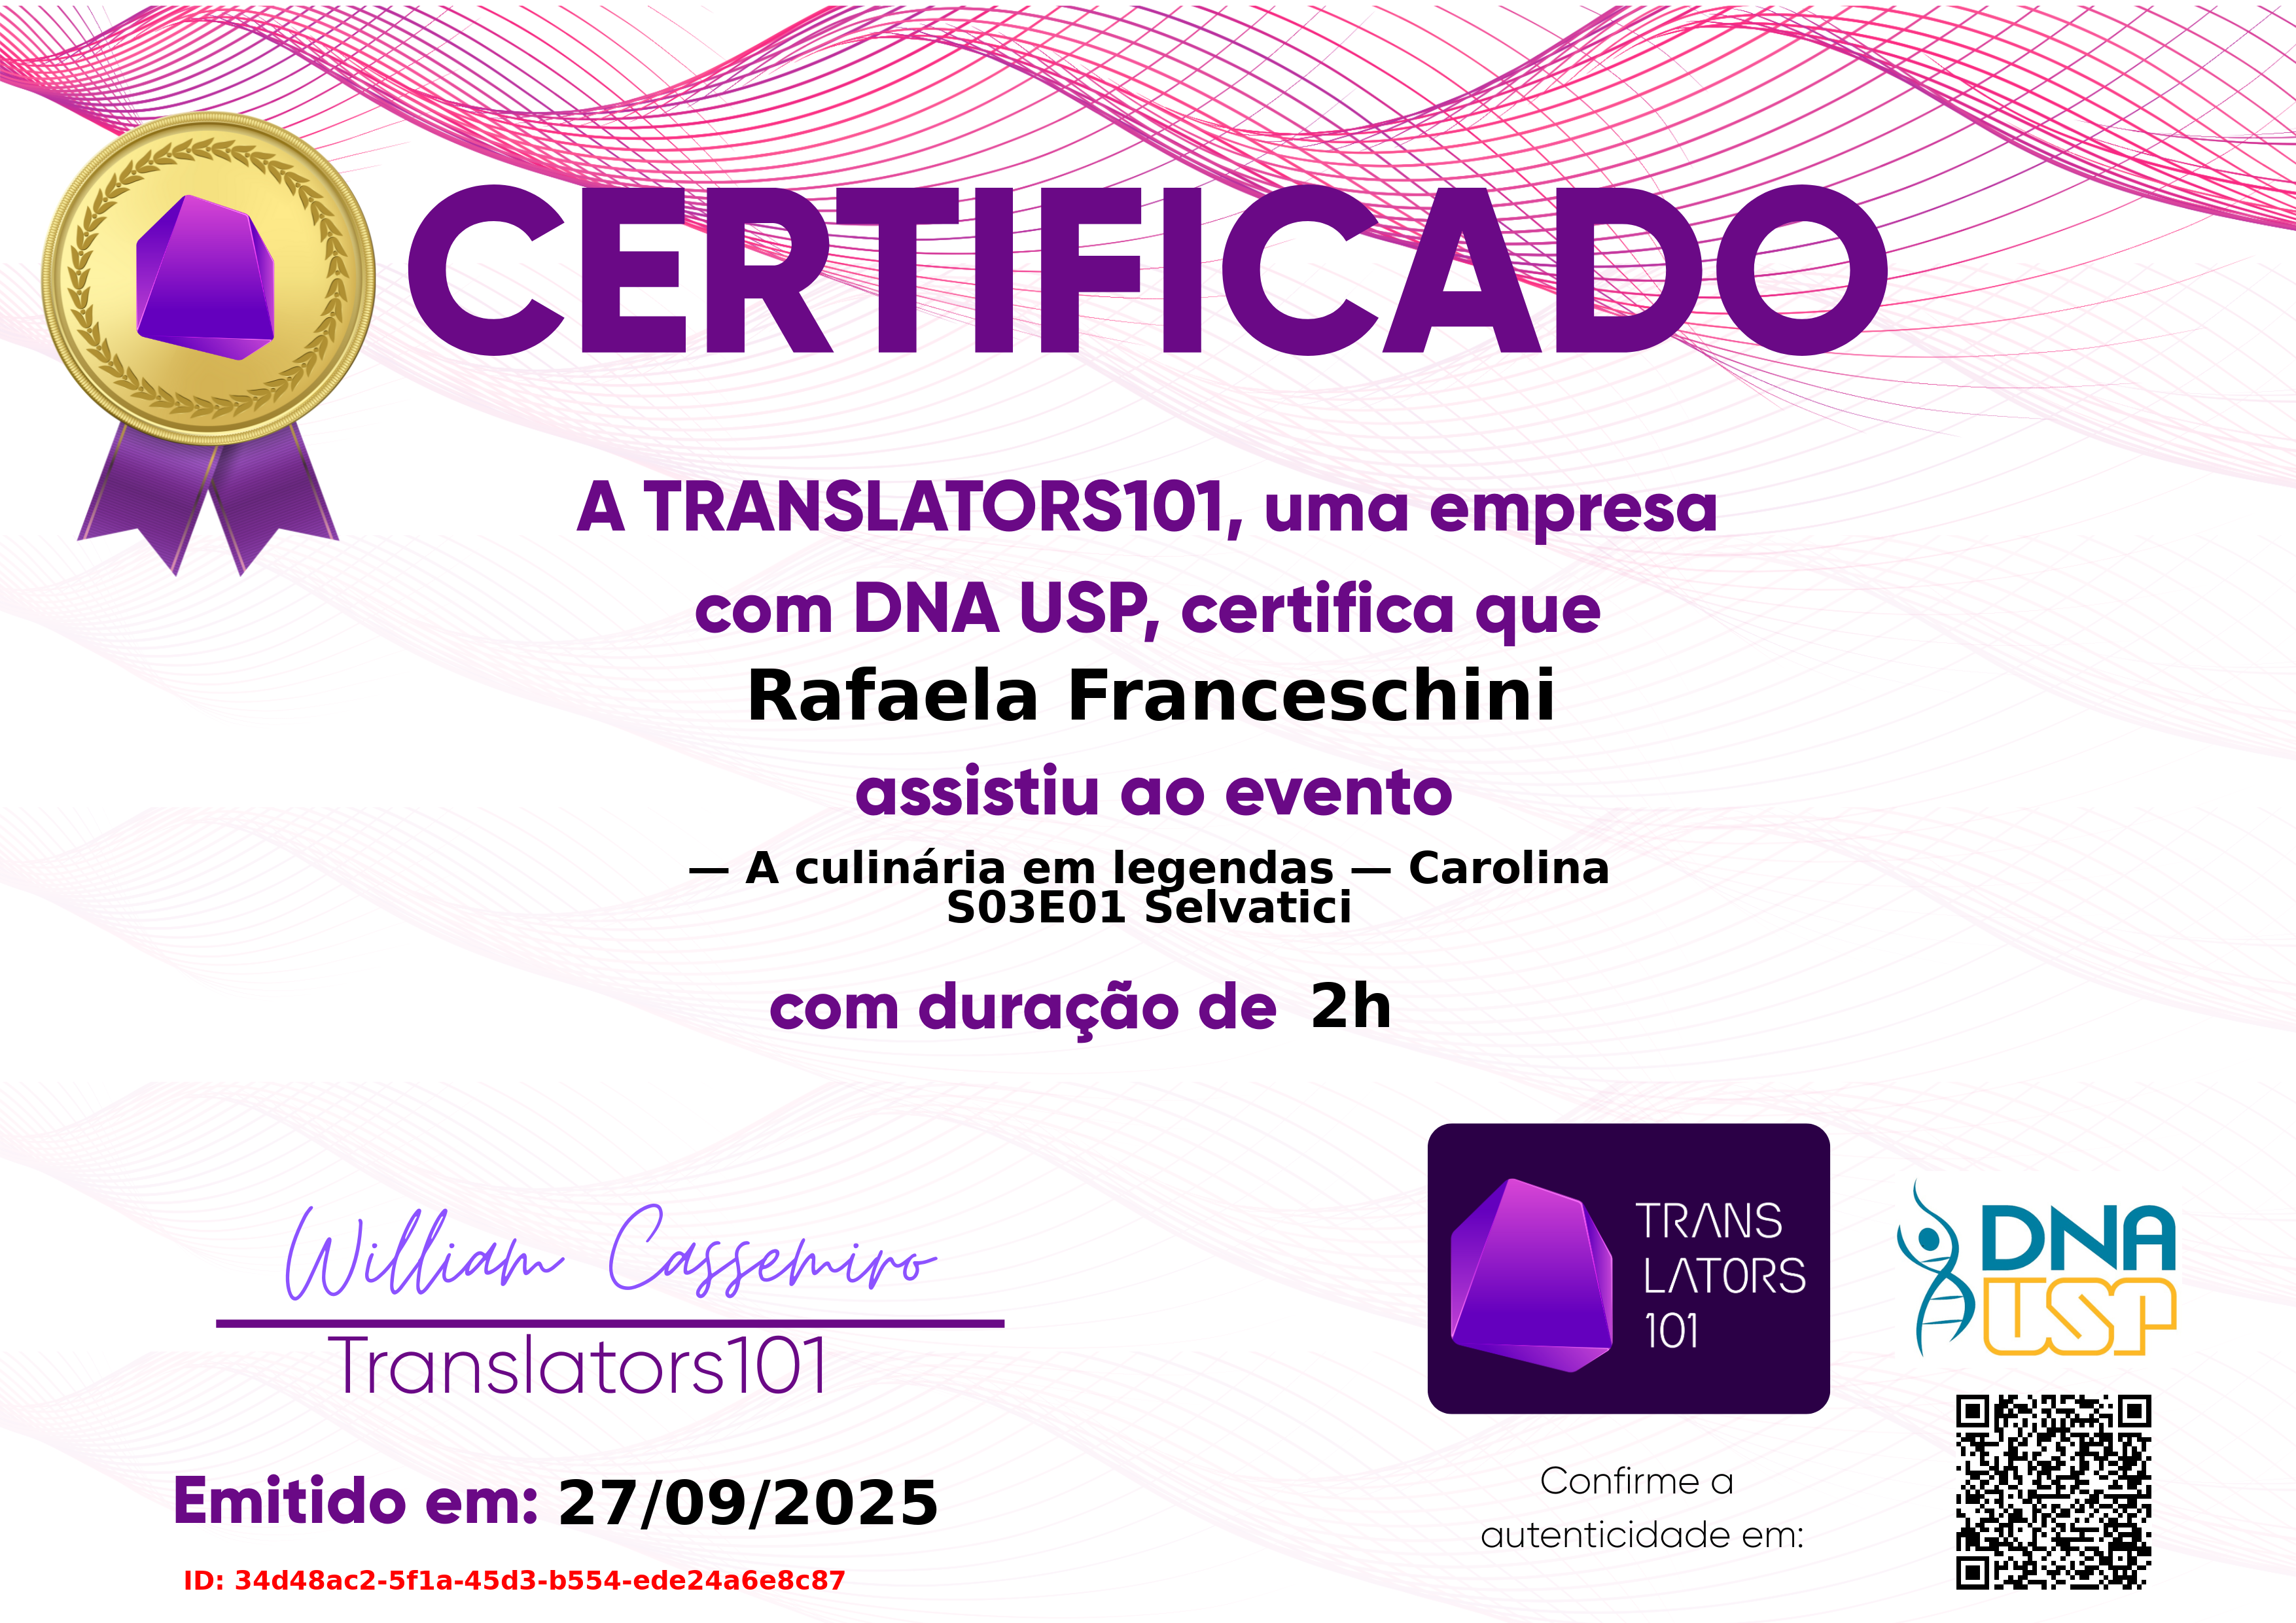 CERTIFICADO
A TRANSLATORS101, uma empresa
com DNA USP, certifica que
Rafaela Franceschini
assistiu ao evento
— A culinária em legendas — Carolina
S03E01 Selvatici
com duração de 2h
William Cassemiro
Translators101
Emitido em: 27/09/2025
ID: 34d48ac2-5f1a-45d3-b554-ede24a6e8c87
TRANS
LATORS
101
DNA
USP
Confirme a
autenticidade em: